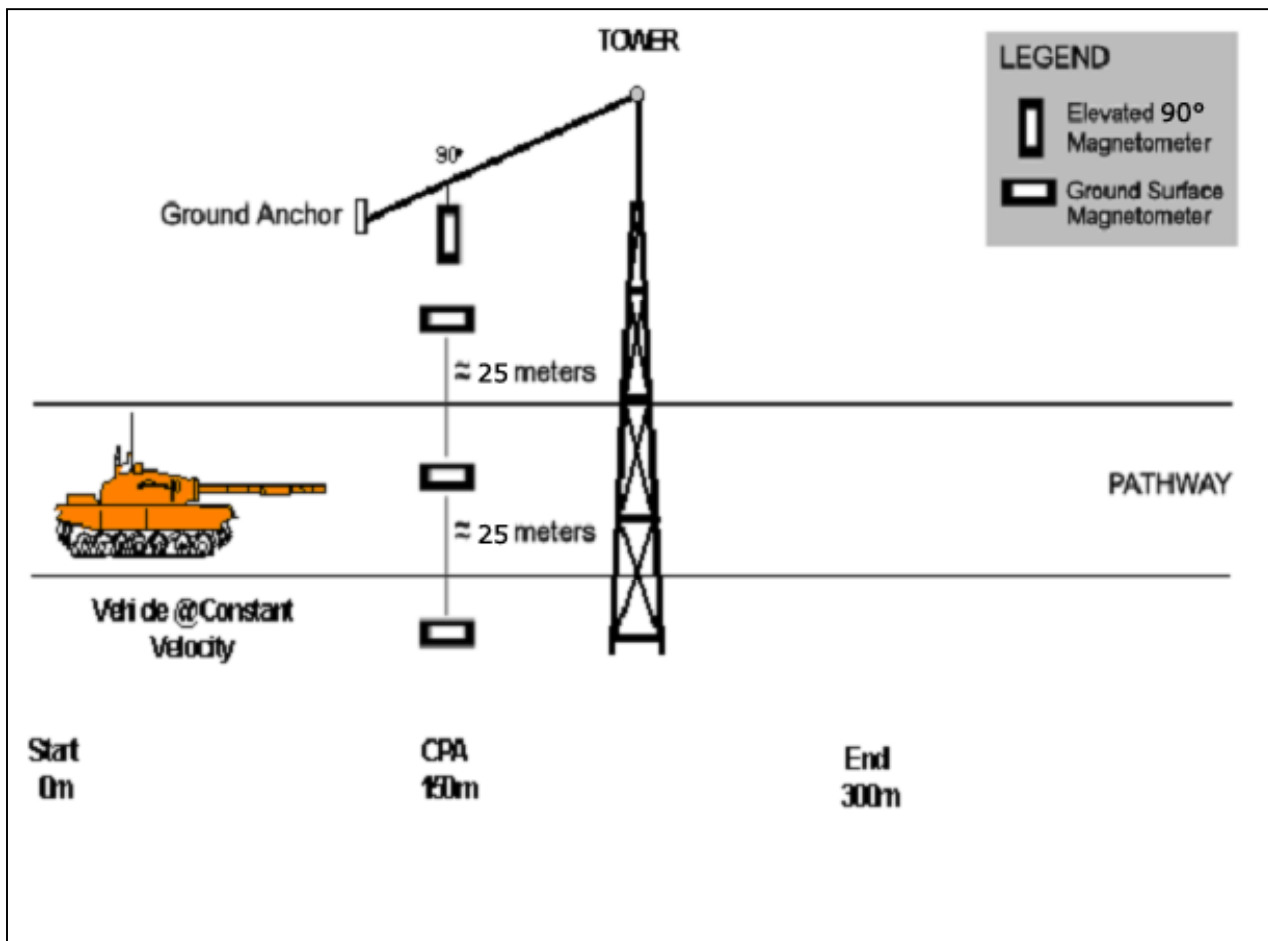 TOWER
LEGEND
Elevated 90°
Magnetometer
Ground Surface
Magnetometer
90°
Ground Anchor
≈ 25 meters
PATHWAY
≈ 25 meters
Vehicle @Constant
Velocity
Start
0m
CPA
150m
End
300m